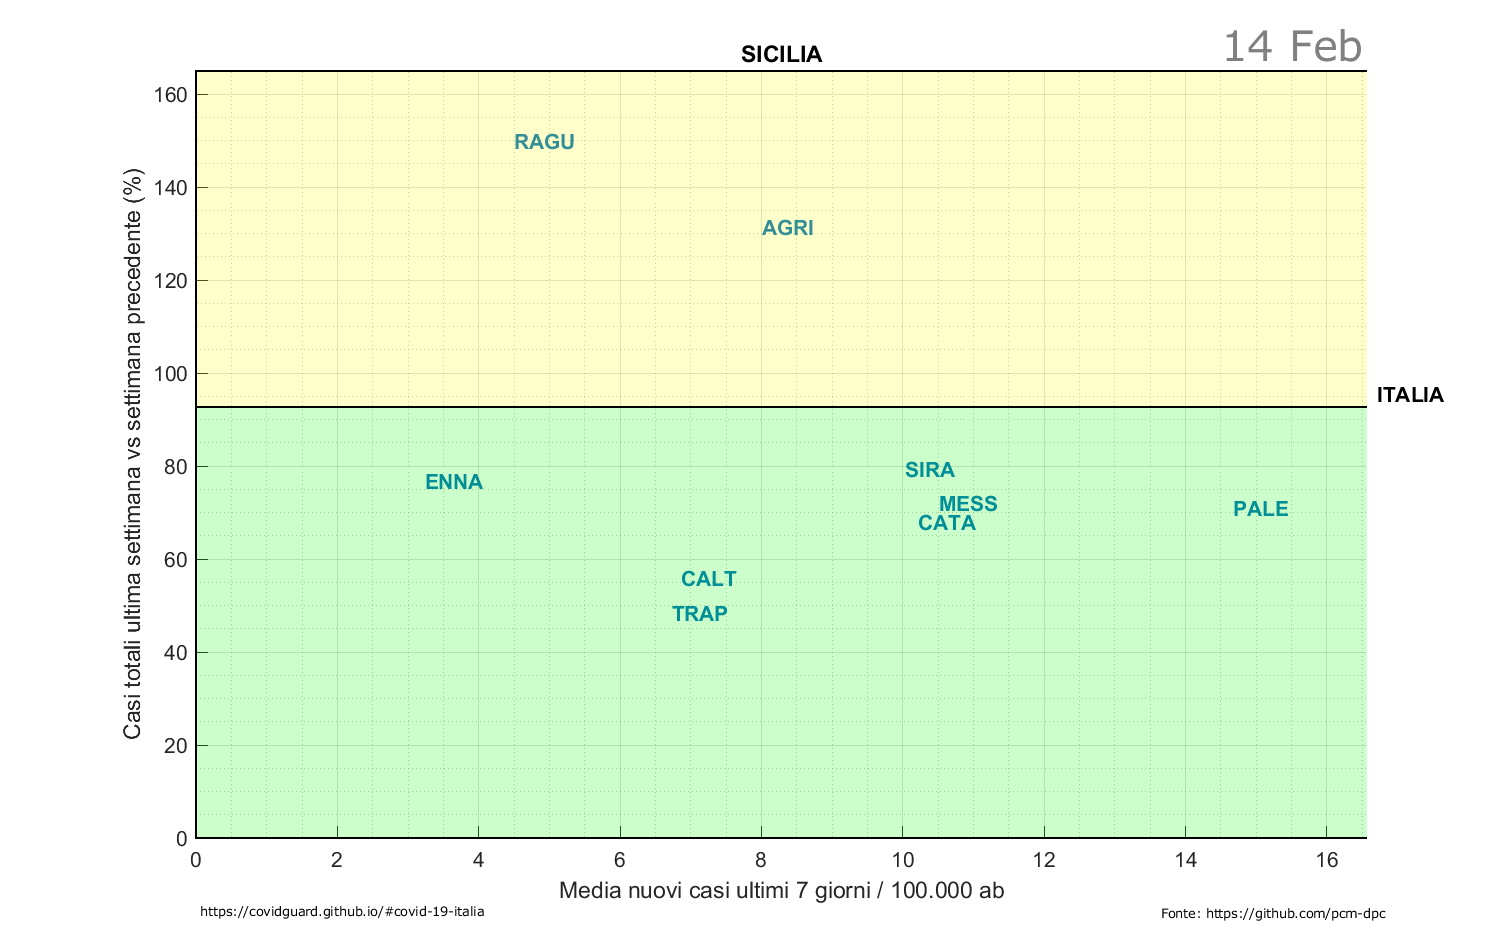 SICILIA
14 Feb
Casi totali ultima settimana vs settimana precedente (%)
160
140
120
100
80
60
40
20
0
RAGU
AGRI
ITALIA
SIRA
ENNA
MESS
PALE
CATA
CALT
TRAP
0 2 4 6 8 10 12 14 16
Media nuovi casi ultimi 7 giorni / 100.000 ab
https://covidguard.github.io/#covid-19-italia
Fonte: https://github.com/pcm-dpc